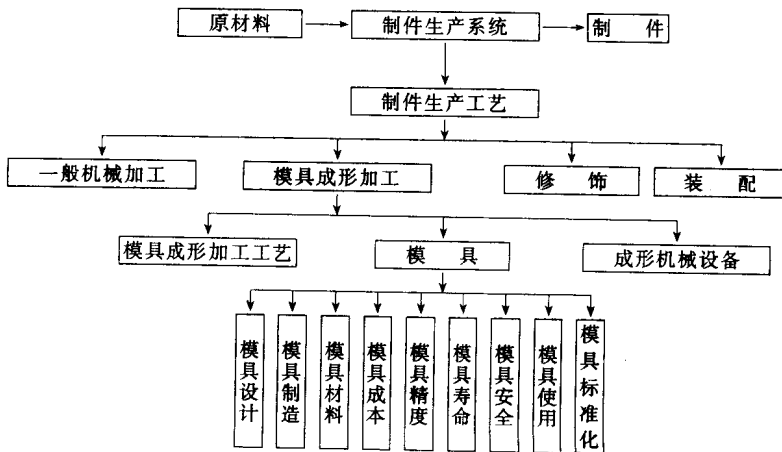 原材料 制件生产系统 制 件
制件生产工艺
一般机械加工 模具成形加工 修 饰 装 配
模具成形加工工艺 模 具 成形机械设备
模具设计
模具制造
模具材料
模具成本
模具精度
模具寿命
模具安全
模具使用
模具标准化